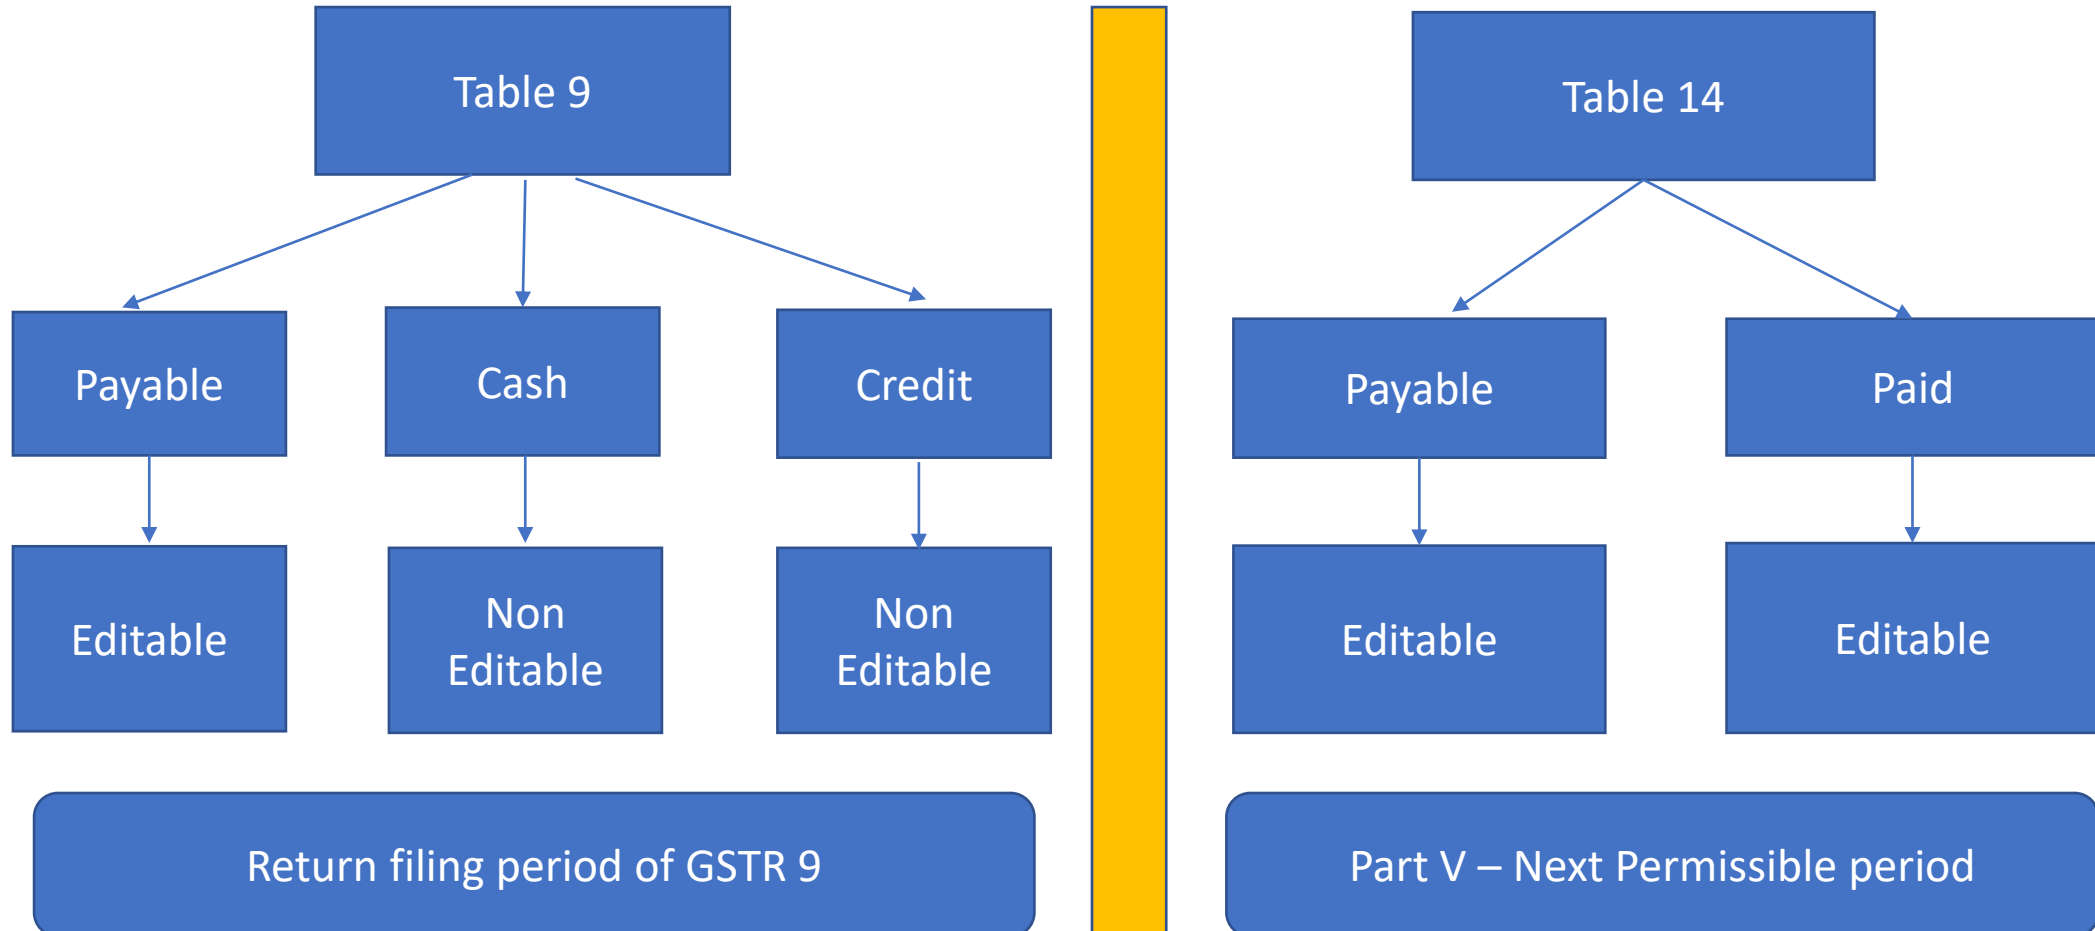 Table 9
Table 14
Payable
Cash
Credit
Payable
Paid
Editable
Non
Editable
Non
Editable
Editable
Editable
Return filing period of GSTR 9
Part V – Next Permissible period